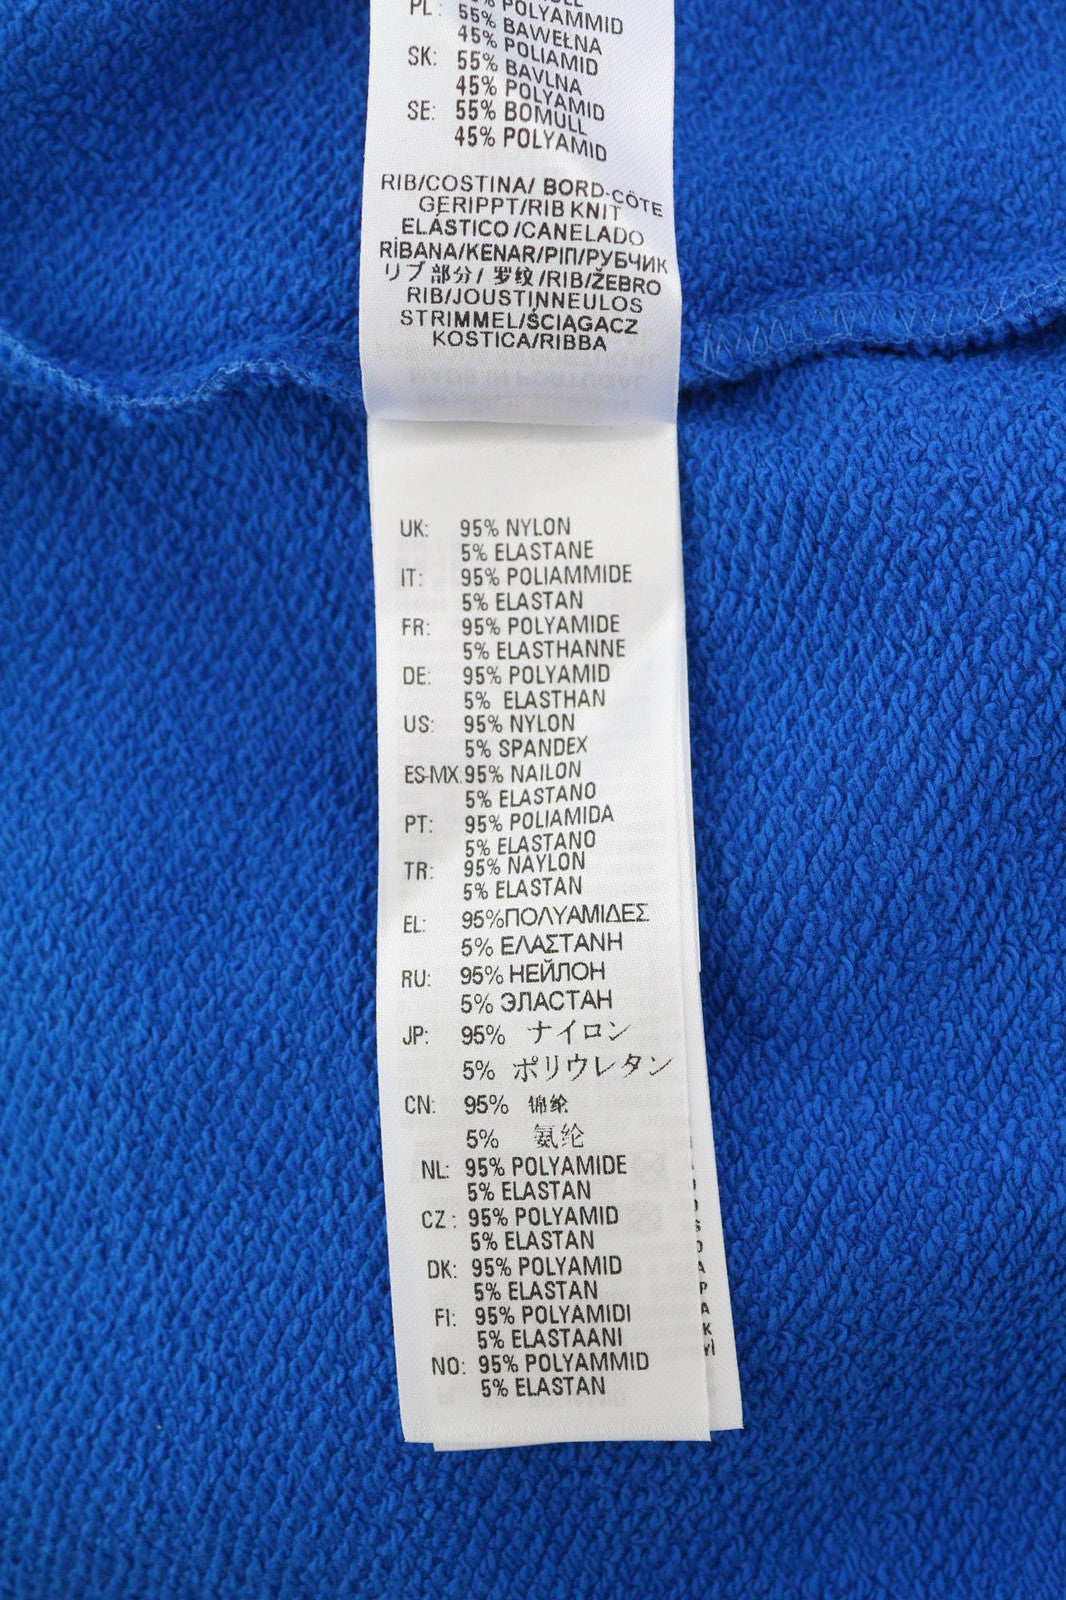 POLYAMMID
PL: 55% BAWEŁNA
45% POLIAMID
SK: 55% BAVLNA
45% POLYAMID
SE: 55% BOMULL
45% POLYAMID
RIB/COSTINA/ BORD-CÔTE
GERIPPT/RIB KNIT
ELÁSTICO/CANELADO
RİBANA/KENAR/ΡΙΠ/РУБЧИК
リブ部分/ 罗纹/RIB/ŽEBRO
RIB/JOUSTINNEULOS
STRIMMEL/ŚCIĄGACZ
KOSTICA/RIBBA
UK: 95% NYLON
5% ELASTANE
IT: 95% POLIAMMIDE
5% ELASTAN
FR: 95% POLYAMIDE
5% ELASTHANNE
DE: 95% POLYAMID
5% ELASTHAN
US: 95% NYLON
5% SPANDEX
ES-MX: 95% NAILON
5% ELASTANO
PT: 95% POLIAMIDA
5% ELASTANO
TR: 95% NAYLON
5% ELASTAN
EL: 95%ΠΟΛΥΑΜΙΔΕΣ
5% ΕΛΑΣΤΑΝΗ
RU: 95% НЕЙЛОН
5% ЭЛАСТАН
JP: 95% ナイロン
5% ポリウレタン
CN: 95% 锦纶
5% 氨纶
NL: 95% POLYAMIDE
5% ELASTAN
CZ: 95% POLYAMID
5% ELASTAN
DK: 95% POLYAMID
5% ELASTAN
FI: 95% POLYAMIDI
5% ELASTAANI
NO: 95% POLYAMMID
5% ELASTAN